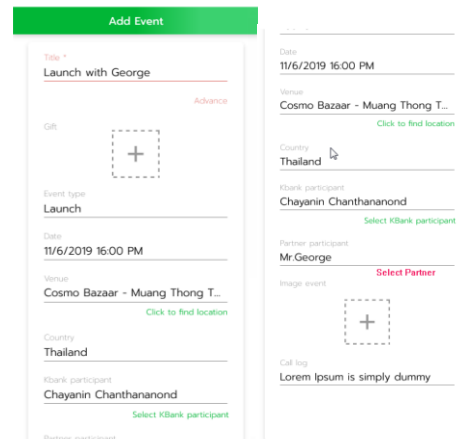 Add Event
Title *
Launch with George
Advance
Gift
Event type
Launch
Date
11/6/2019 16:00 PM
Venue
Cosmo Bazaar - Muang Thong T...
Click to find location
Country
Thailand
Kbank participant
Chayanin Chanthananond
Select KBank participant
Partner participant
Date
11/6/2019 16:00 PM
Venue
Cosmo Bazaar - Muang Thong T...
Click to find location
Country
Thailand
Kbank participant
Chayanin Chanthananond
Select KBank participant
Partner participant
Mr.George
Select Partner
Image event
Call log
Lorem Ipsum is simply dummy